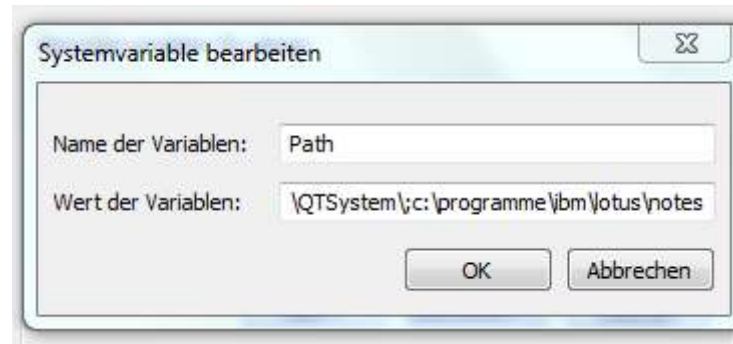 Systemvariable bearbeiten
Name der Variablen: Path
Wert der Variablen: \QTSystem\;c:\programme\ibm\lotus\notes
OK Abbrechen